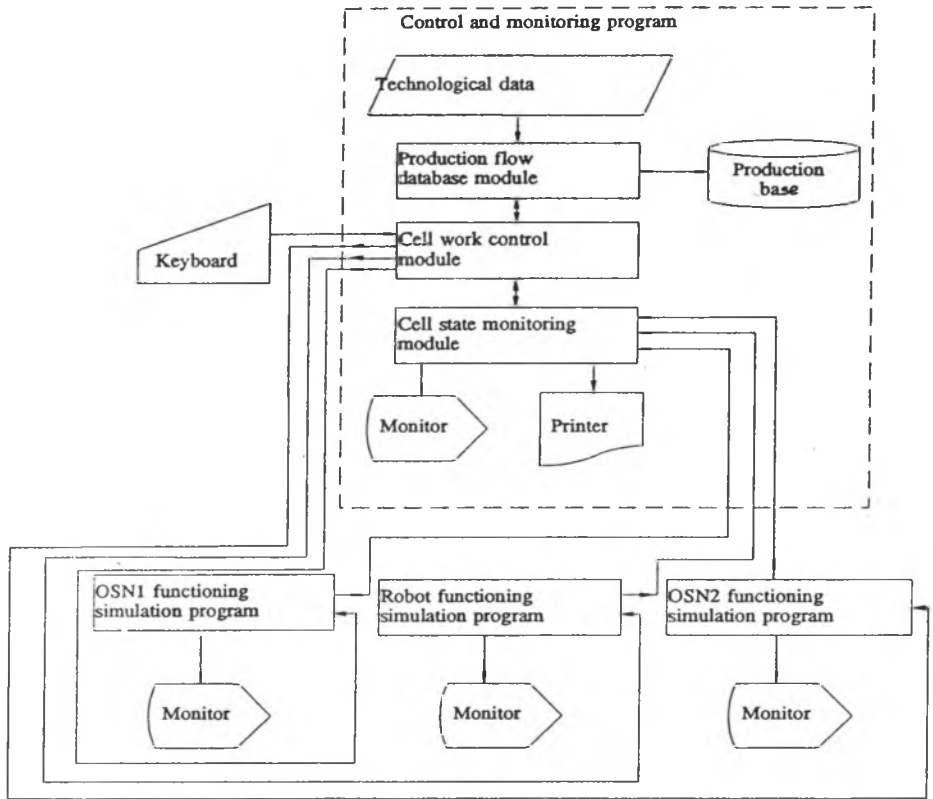 Control and monitoring program
Technological data
Production flow
database module
Production
base
Cell work control
module
Keyboard
Cell state monitoring
module
Monitor
Printer
OSN1 functioning
simulation program
Robot functioning
simulation program
OSN2 functioning
simulation program
Monitor
Monitor
Monitor